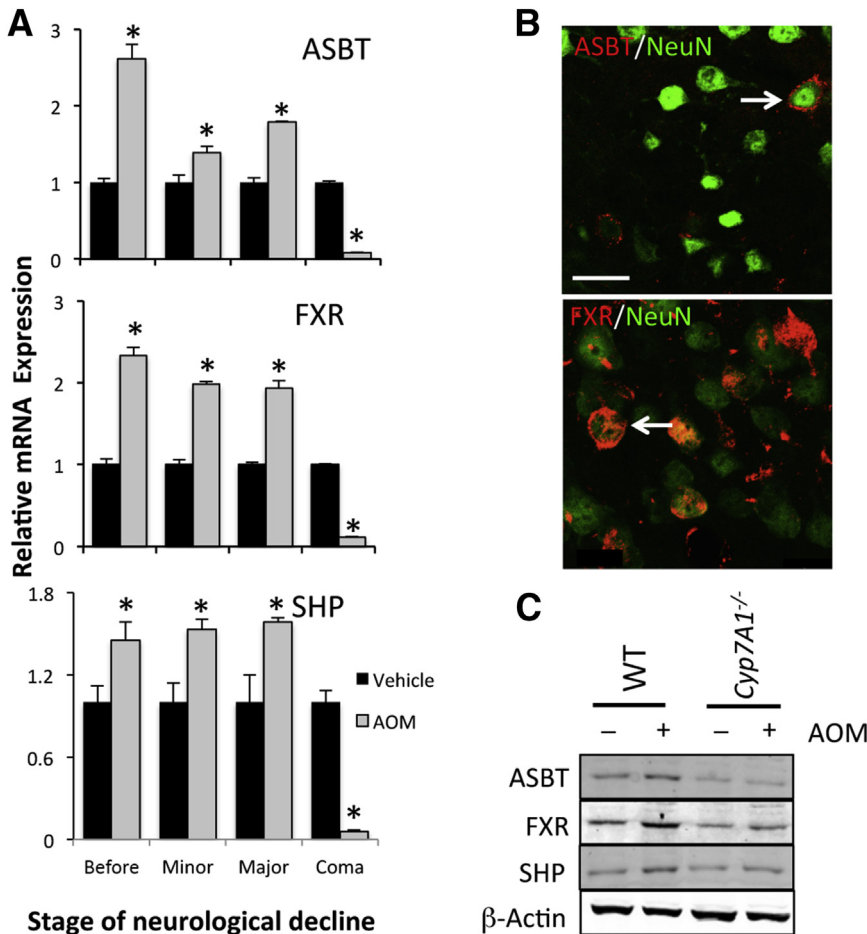 A
Relative mRNA Expression
3
2
1
0
ASBT
*
*
*
*
3
2
1
0
FXR
*
*
*
*
1.8
1.2
0.6
0
SHP
*
*
*
*
Vehicle
AOM
Before Minor Major Coma
Stage of neurological decline
B
ASBT/NeuN
FXR/NeuN
C
WT Cyp7A1-/-
– + – + AOM
ASBT
FXR
SHP
β-Actin